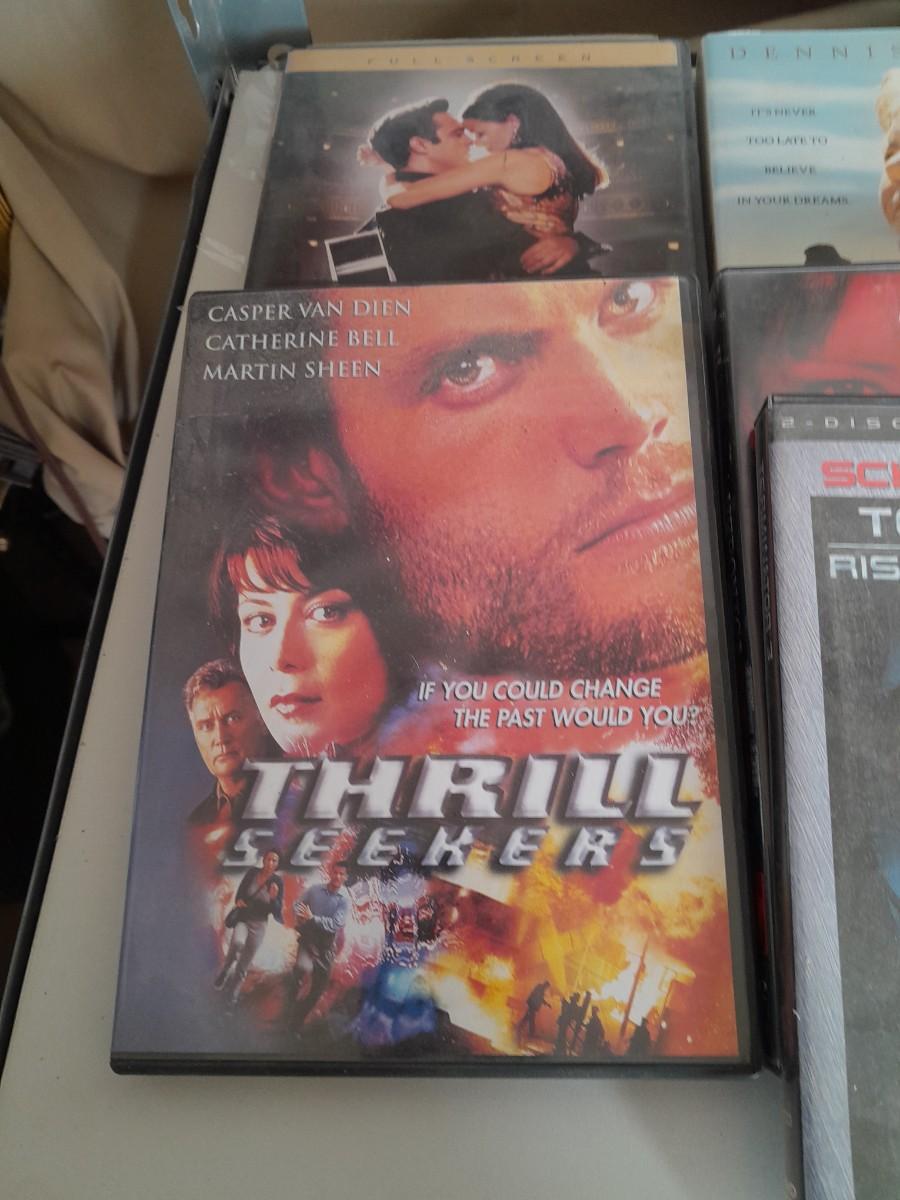 FULL SCREEN
DENNIS
IT'S NEVER
TOO LATE TO
BELIEVE
IN YOUR DREAMS.
CASPER VAN DIEN
CATHERINE BELL
MARTIN SHEEN
IF YOU COULD CHANGE
THE PAST WOULD YOU?
THRILL
SEEKERS
2-DISC